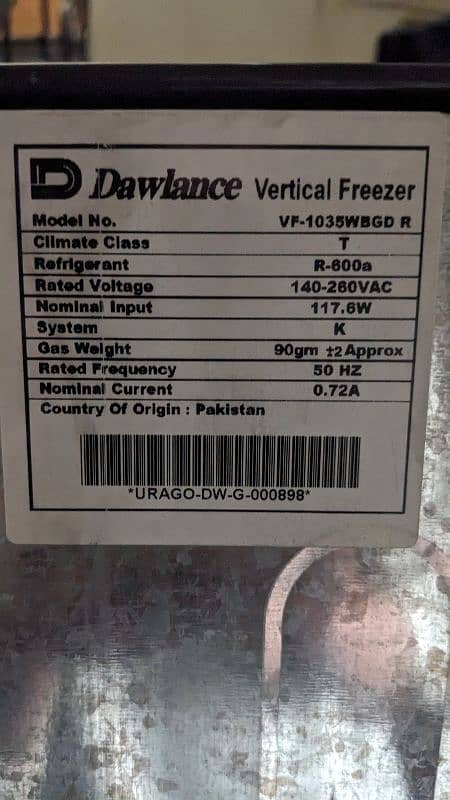 D Dawlance Vertical Freezer
Model No. VF-1035WBGD R
Climate Class T
Refrigerant R-600a
Rated Voltage 140-260VAC
Nominal Input 117.6W
System K
Gas Weight 90gm ±2 Approx
Rated Frequency 50 HZ
Nominal Current 0.72A
Country Of Origin : Pakistan
*URAGO-DW-G-000898*